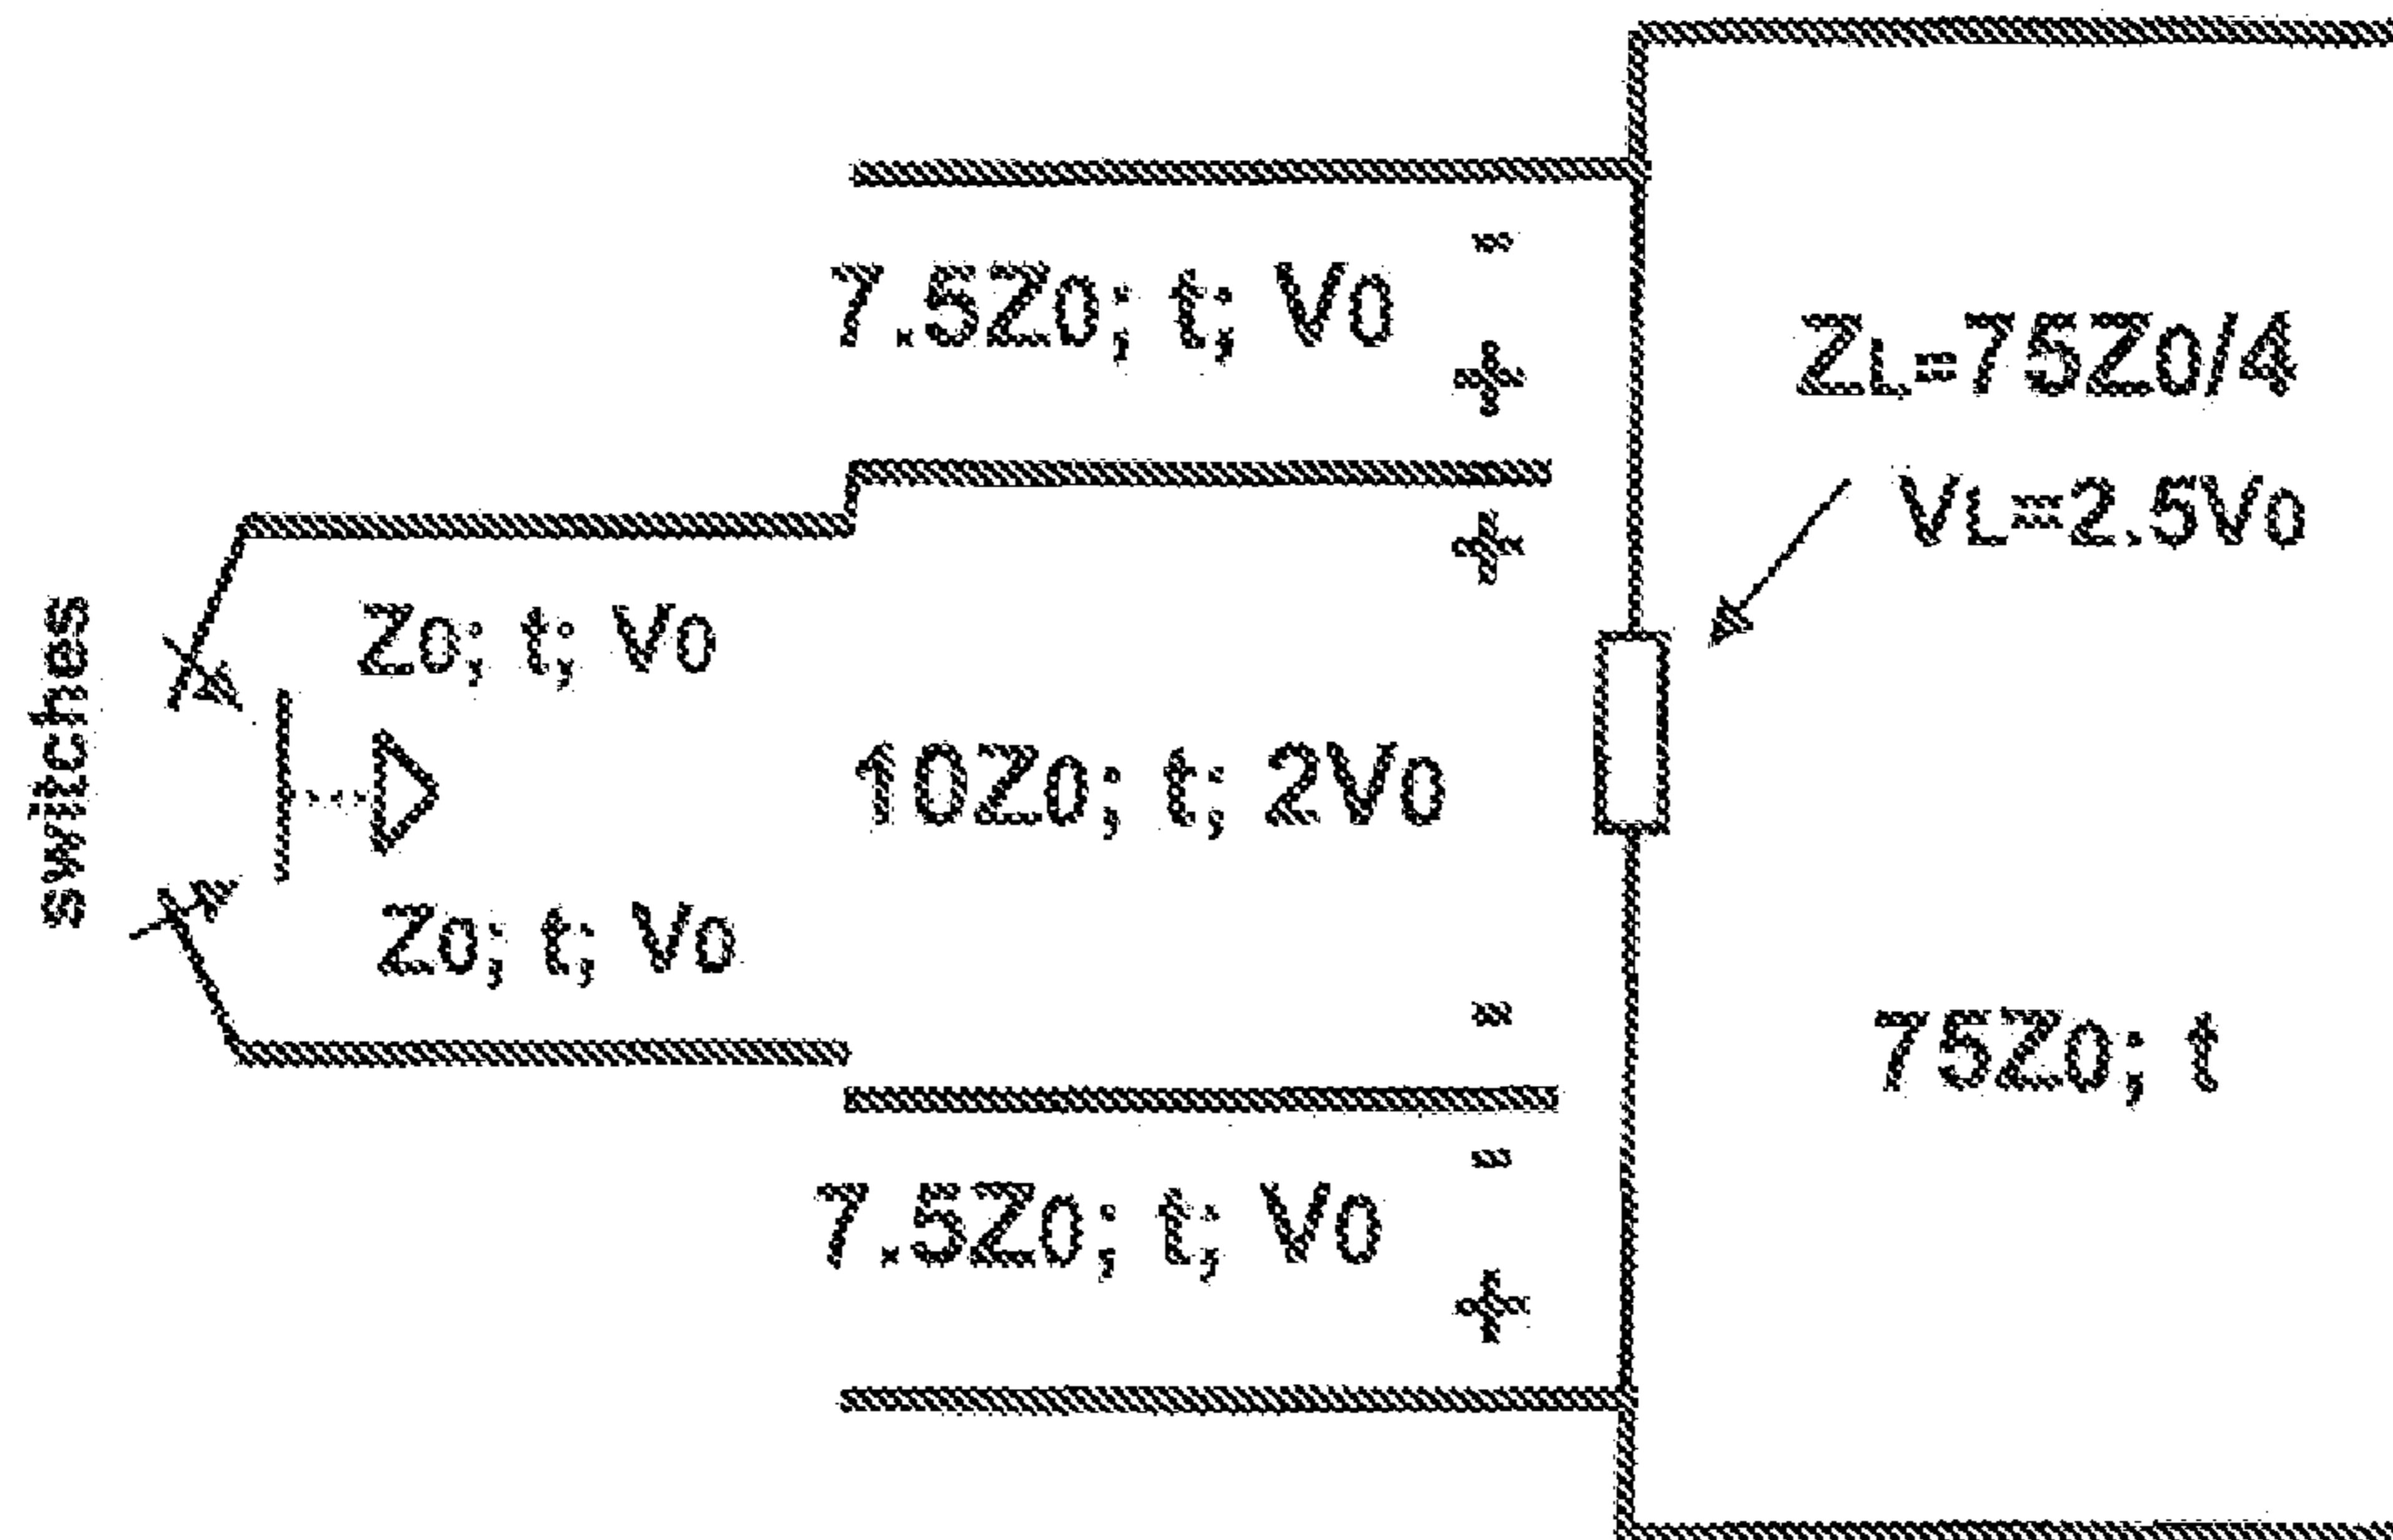 7.5Z0; t; V0
ZL=75Z0/4
VL=2.5V0
switches
Z0; t; V0
10Z0; t; 2V0
Z0; t; V0
75Z0; t
7.5Z0; t; V0